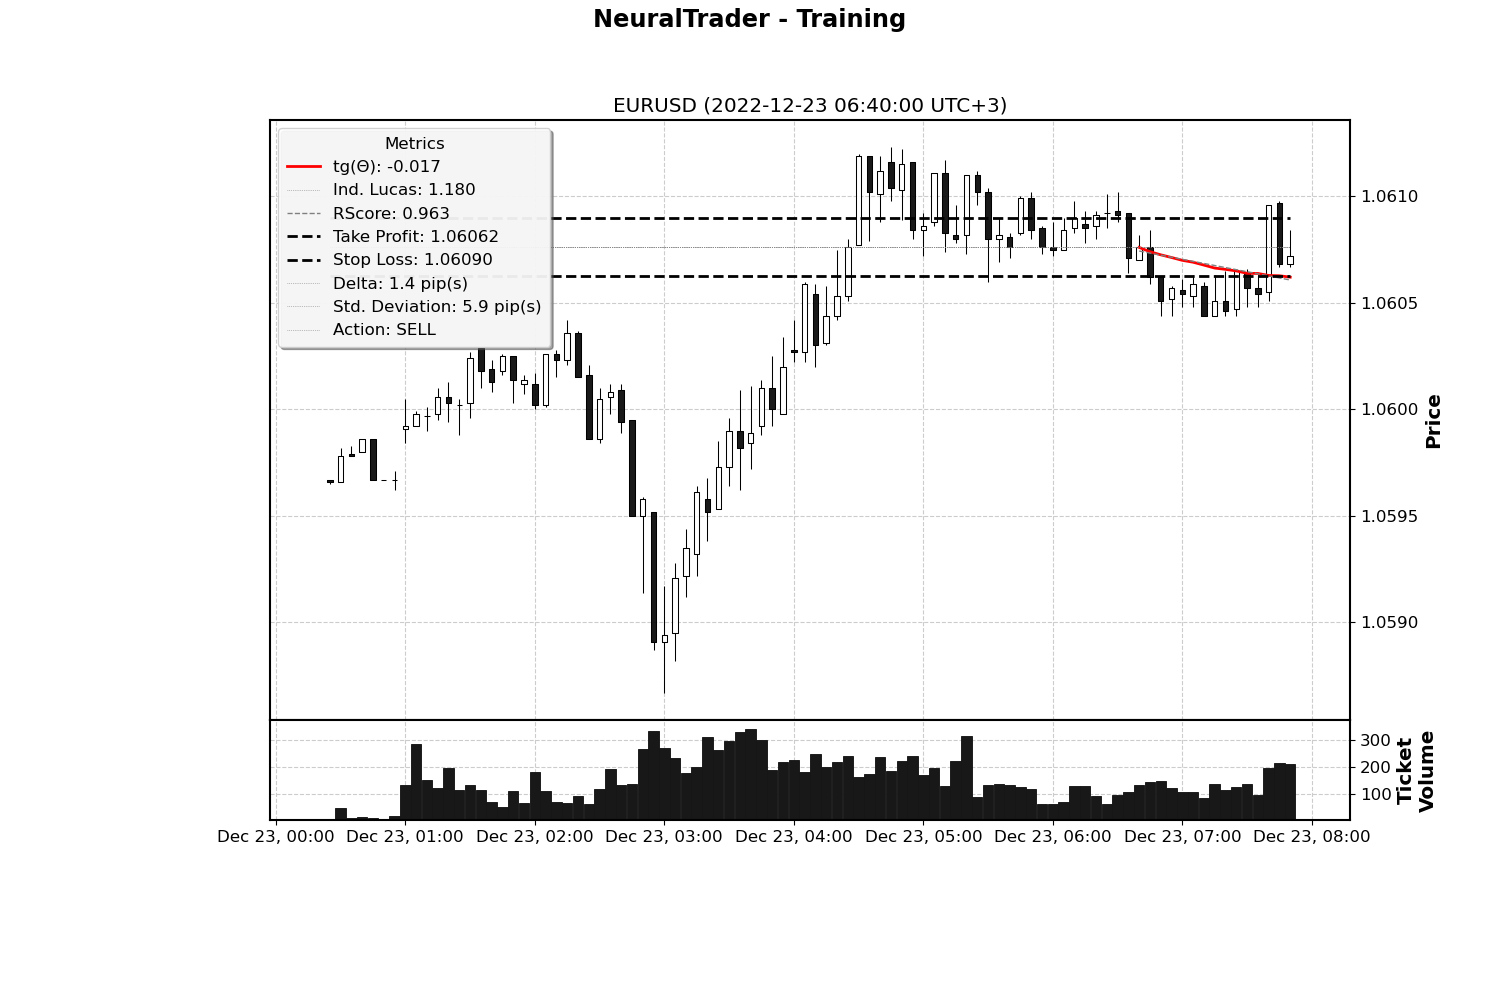 NeuralTrader - Training
EURUSD (2022-12-23 06:40:00 UTC+3)
Metrics
tg(Θ): -0.017
Ind. Lucas: 1.180
RScore: 0.963
Take Profit: 1.06062
Stop Loss: 1.06090
Delta: 1.4 pip(s)
Std. Deviation: 5.9 pip(s)
Action: SELL
1.0610
1.0605
1.0600
1.0595
1.0590
Price
300
200
100
Ticket
Volume
Dec 23, 00:00 Dec 23, 01:00 Dec 23, 02:00 Dec 23, 03:00 Dec 23, 04:00 Dec 23, 05:00 Dec 23, 06:00 Dec 23, 07:00 Dec 23, 08:00